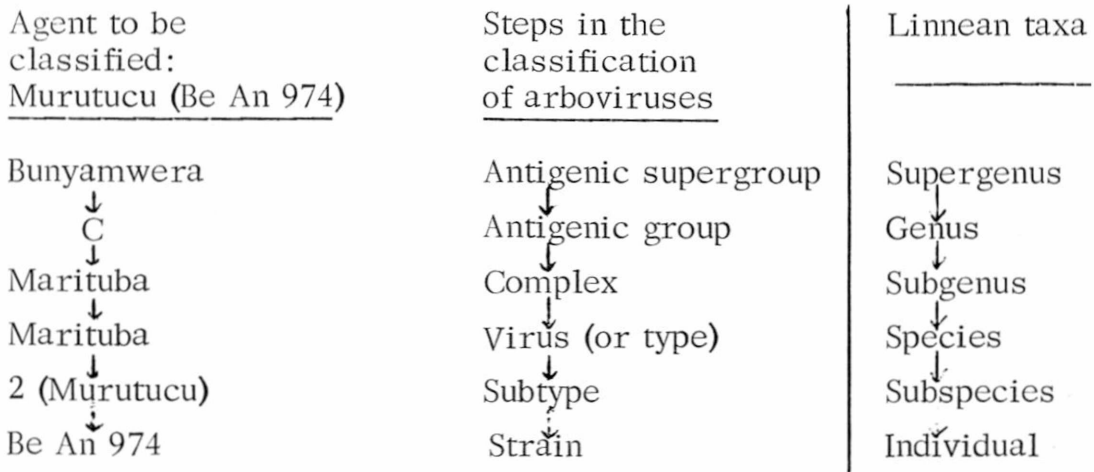 Agent to be
classified:
Murutucu (Be An 974)
Bunyamwera
C
Marituba
Marituba
2 (Murutucu)
Be An 974
Steps in the
classification
of arboviruses
Antigenic supergroup
Antigenic group
Complex
Virus (or type)
Subtype
Strain
Linnean taxa
Supergenus
Genus
Subgenus
Species
Subspecies
Individual